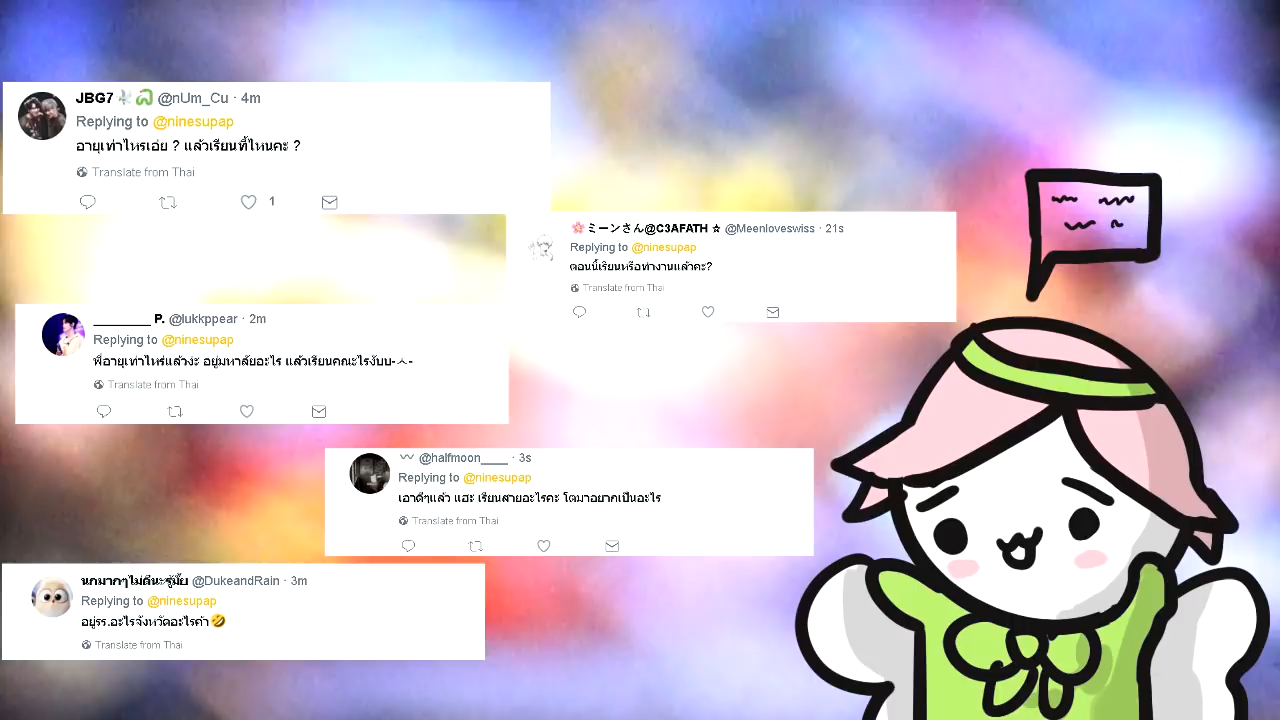 JBG7 @nUm_Cu · 4m
Replying to @ninesupap
อายุเท่าไหร่เอ่ย ? แล้วเรียนที่ไหนคะ ?
Translate from Thai
1
🌸ミーンさん@C3AFATH ☆ @Meenloveswiss · 21s
Replying to @ninesupap
ตอนนี้เรียนหรือทำงานแล้วคะ?
Translate from Thai
________ P. @lukkppear · 2m
Replying to @ninesupap
พี่อายุเท่าไหร่แล้วงะ อยู่มหาลัยอะไร แล้วเรียนคณะไรงับบ-ㅅ-
Translate from Thai
@halfmoon____ · 3s
Replying to @ninesupap
เอาดีๆแล้ว แฮะ เรียนสายอะไรคะ โตมาอยากเป็นอะไร
Translate from Thai
@DukeandRain · 3m
Replying to @ninesupap
อยู่รร.อะไรจังหวัดอะไรค้า🤣
Translate from Thai